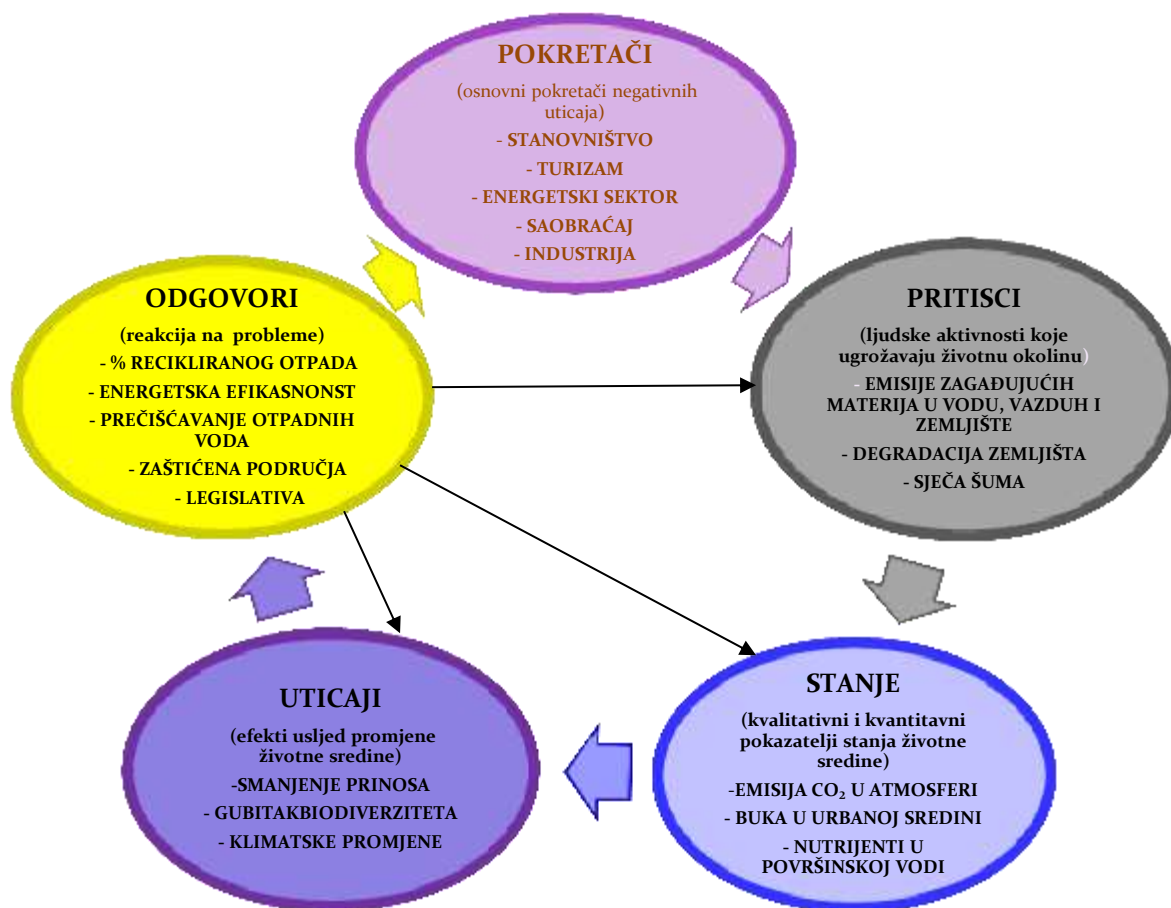 POKRETAČI
(osnovni pokretači negativnih
uticaja)
- STANOVNIŠTVO
- TURIZAM
- ENERGETSKI SEKTOR
- SAOBRAĆAJ
- INDUSTRIJA
ODGOVORI
(reakcija na probleme)
- % RECIKLIRANOG OTPADA
- ENERGETSKA EFIKASNONST
- PREČIŠĆAVANJE OTPADNIH
VODA
- ZAŠTIĆENA PODRUČJA
- LEGISLATIVA
PRITISCI
(ljudske aktivnosti koje
ugrožavaju životnu okolinu)
- EMISIJE ZAGAĐUJUĆIH
MATERIJA U VODU, VAZDUH I
ZEMLJIŠTE
- DEGRADACIJA ZEMLJIŠTA
- SJEČA ŠUMA
UTICAJI
(efekti usljed promjene
životne sredine)
-SMANJENJE PRINOSA
- GUBITAKBIODIVERZITETA
- KLIMATSKE PROMJENE
STANJE
(kvalitativni i kvantitavni
pokazatelji stanja životne
sredine)
-EMISIJA CO₂ U ATMOSFERI
- BUKA U URBANOJ SREDINI
- NUTRIJENTI U
POVRŠINSKOJ VODI